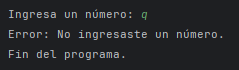 Ingresa un número: q
Error: No ingresaste un número.
Fin del programa.